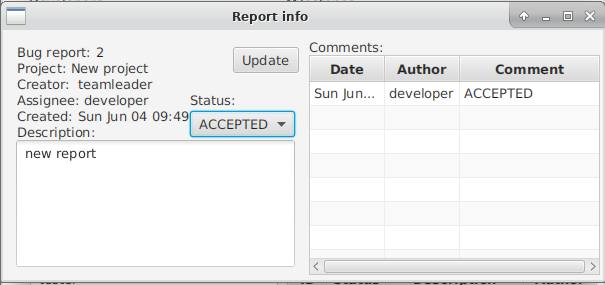 Report info
Bug report: 2
Project: New project
Creator: teamleader
Assignee: developer
Created: Sun Jun 04 09:49
Description:
new report
Update
Status:
ACCEPTED
Comments:
Date Author Comment
Sun Jun... developer ACCEPTED